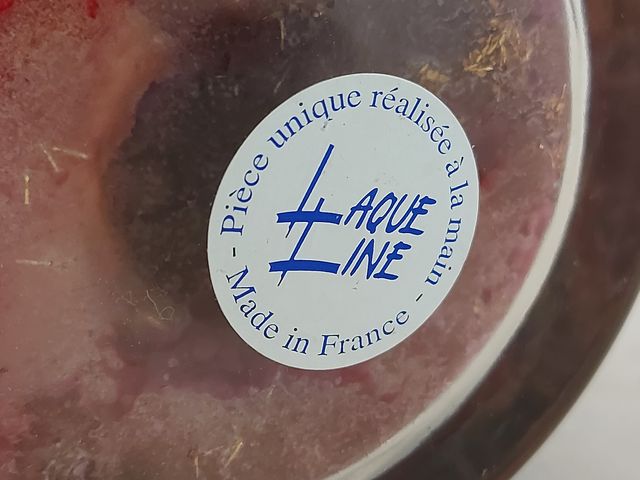 - Pièce unique réalisée à la main -
LAQUE
LINE
Made in France